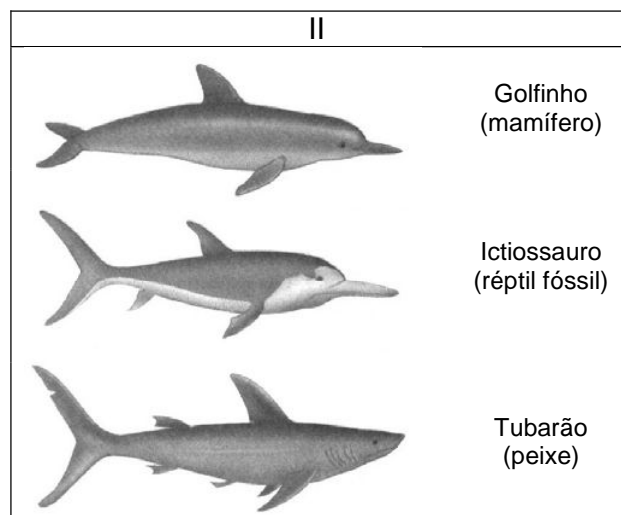 II
Golfinho
(mamífero)
Ictiossauro
(réptil fóssil)
Tubarão
(peixe)